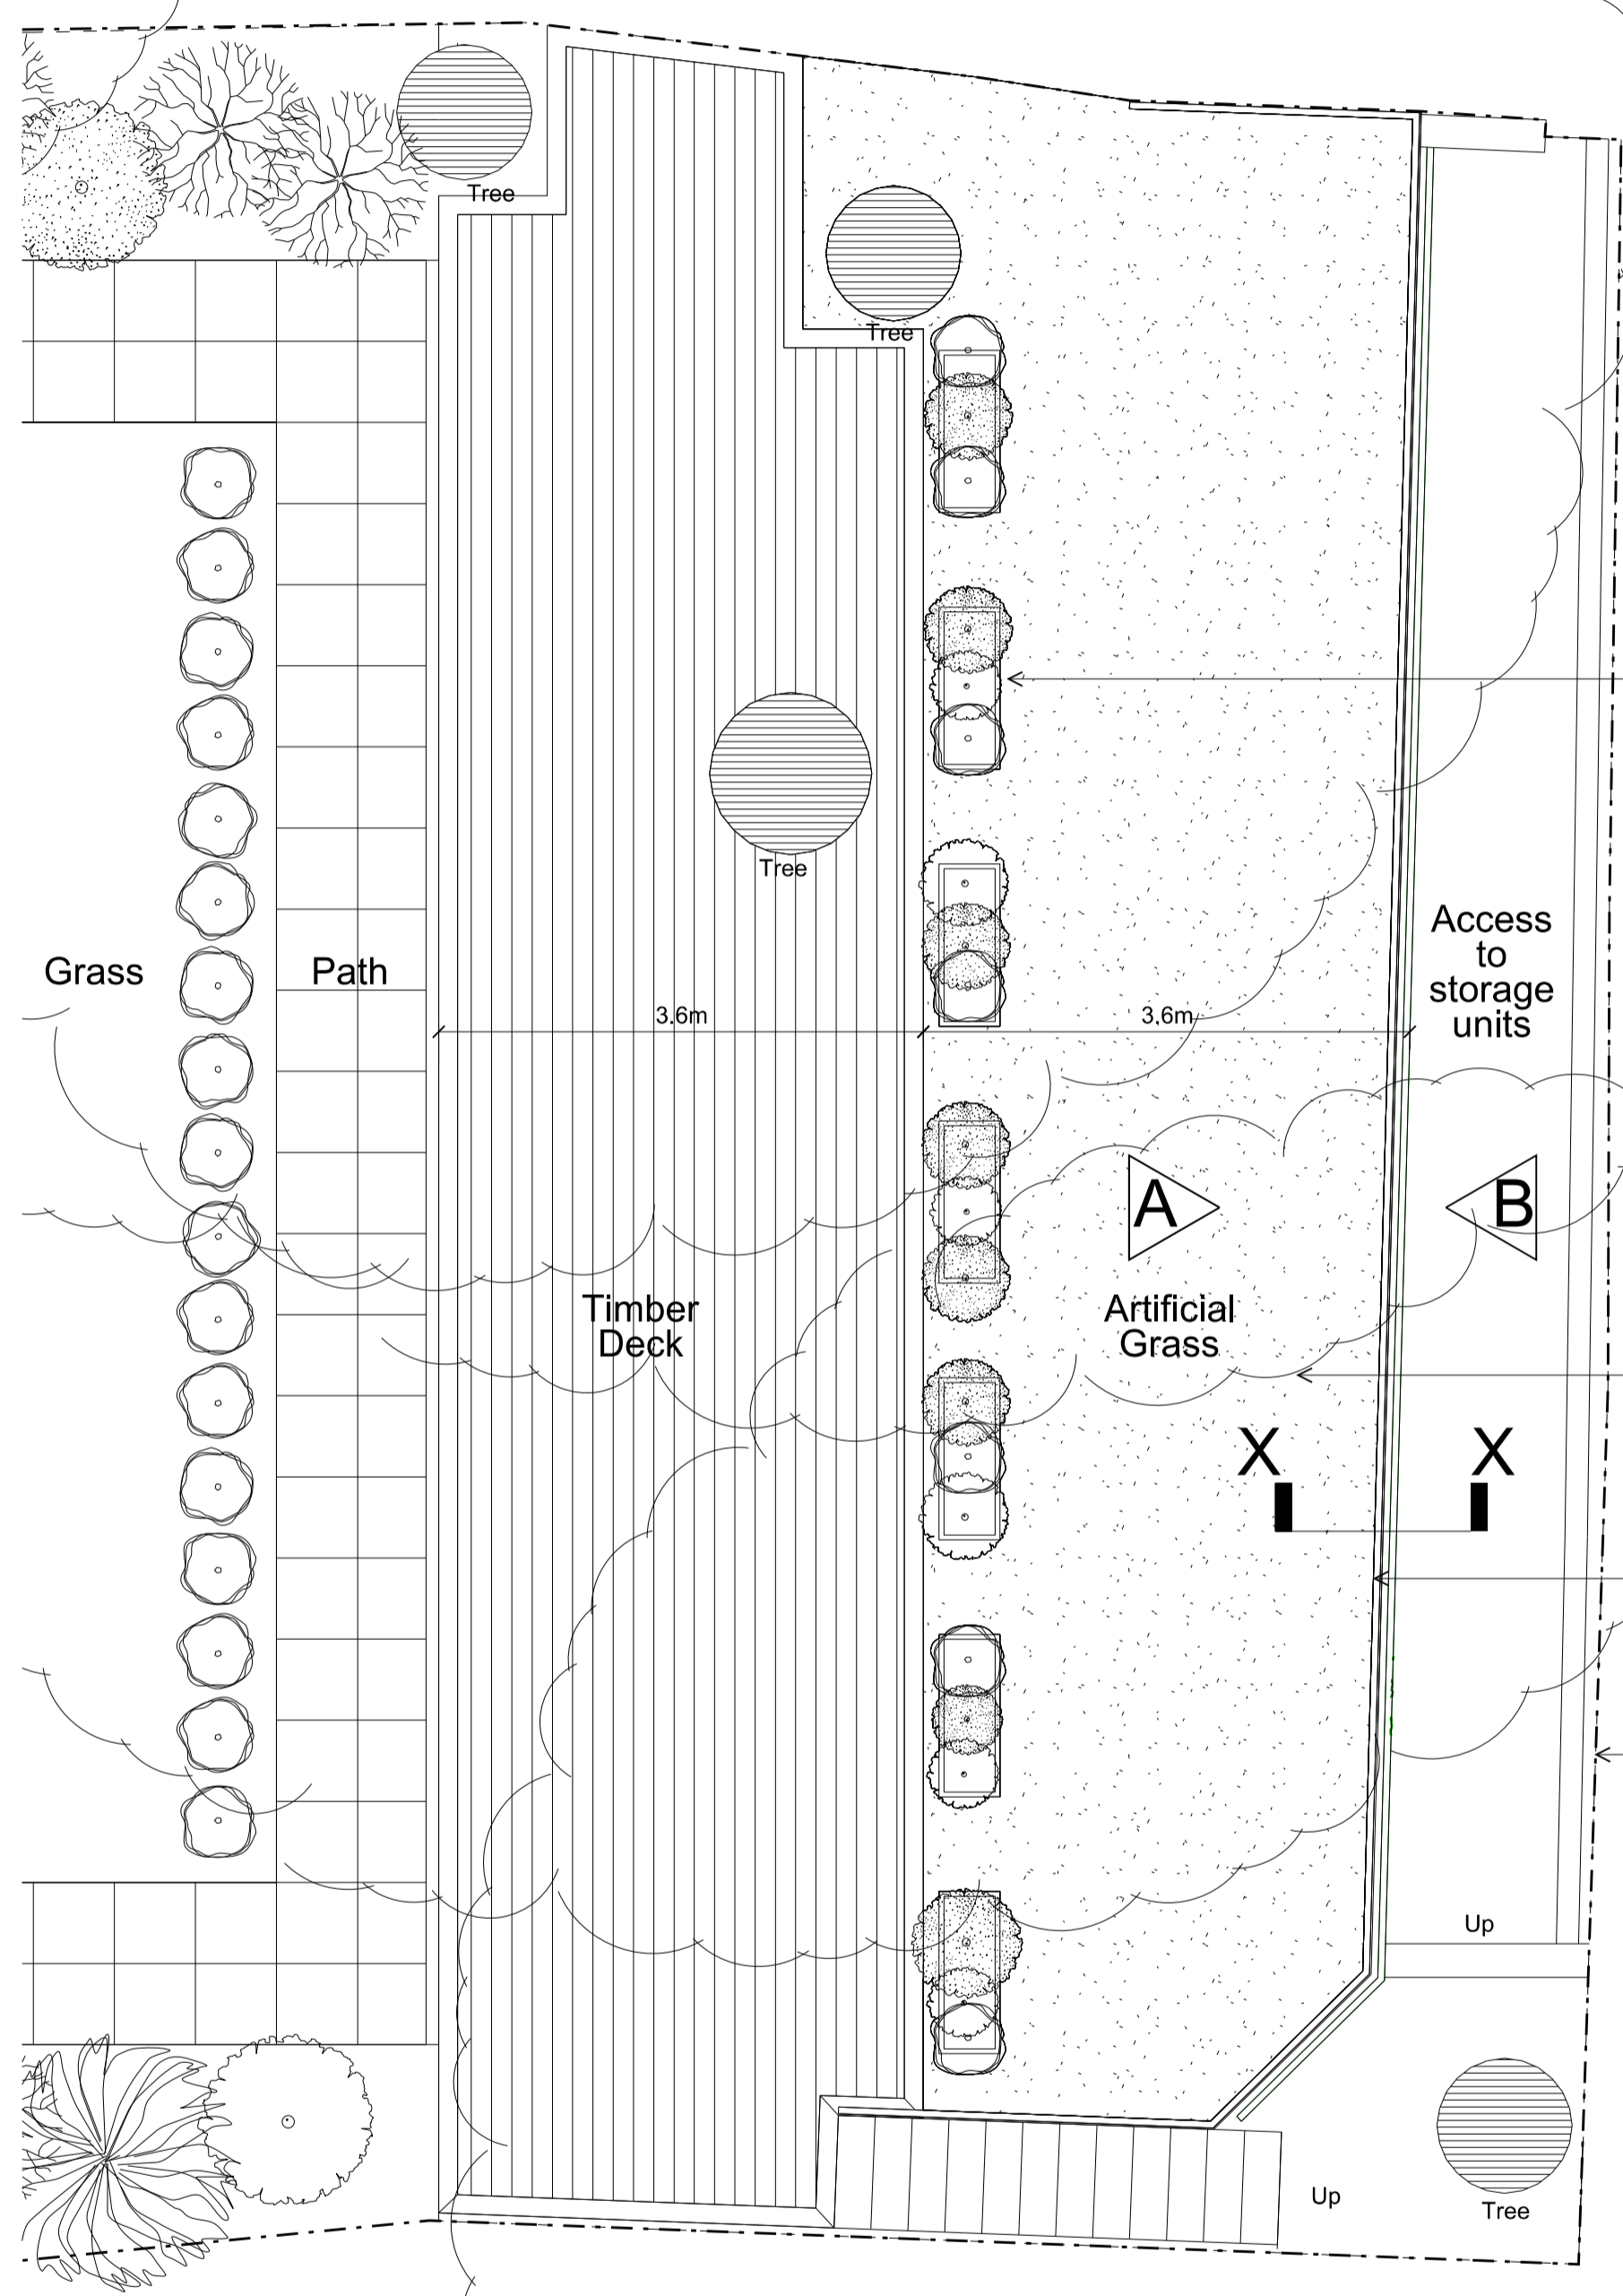 Tree
Tree
Tree
Access
to
storage
units
Grass
Path
3.6m
3.6m
A
B
Timber
Deck
Artificial
Grass
X
X
Up
Up
Tree